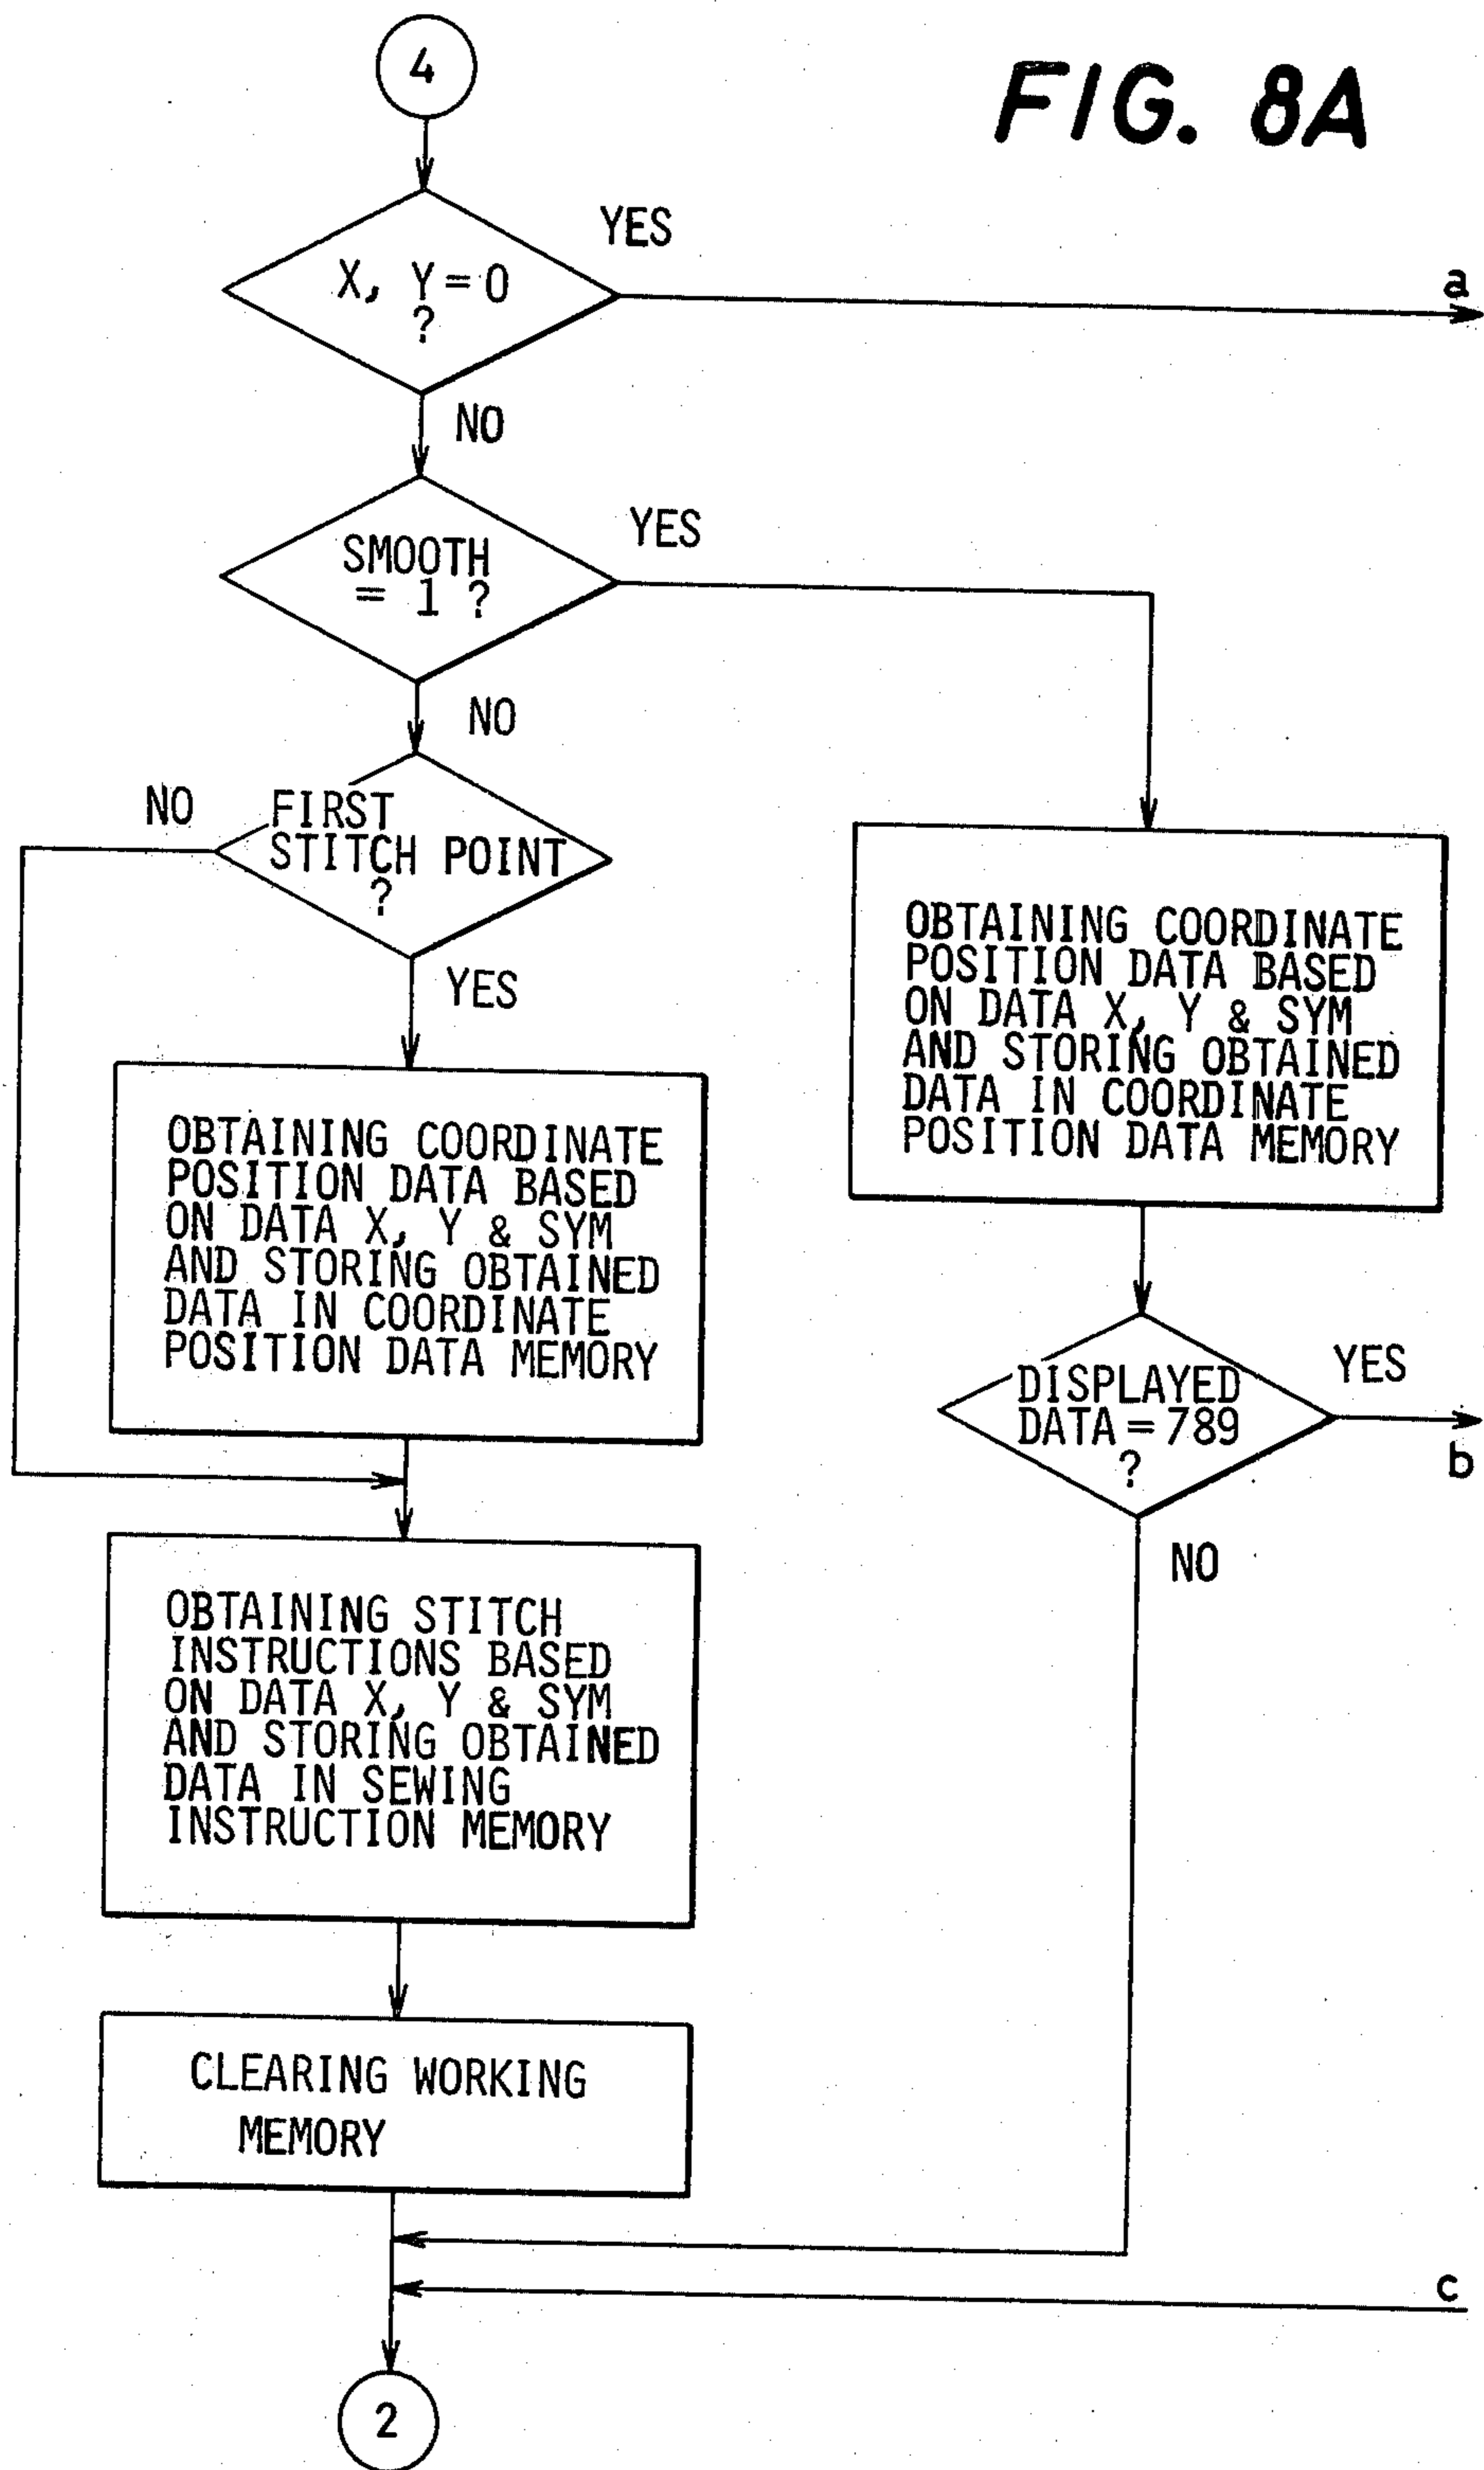 4
FIG. 8A
X, Y = 0
?
YES
a
NO
SMOOTH
= 1 ?
YES
NO
FIRST
STITCH POINT
?
NO
YES
OBTAINING COORDINATE
POSITION DATA BASED
ON DATA X, Y & SYM
AND STORING OBTAINED
DATA IN COORDINATE
POSITION DATA MEMORY
OBTAINING COORDINATE
POSITION DATA BASED
ON DATA X, Y & SYM
AND STORING OBTAINED
DATA IN COORDINATE
POSITION DATA MEMORY
DISPLAYED
DATA = 789
?
YES
b
NO
OBTAINING STITCH
INSTRUCTIONS BASED
ON DATA X, Y & SYM
AND STORING OBTAINED
DATA IN SEWING
INSTRUCTION MEMORY
CLEARING WORKING
MEMORY
c
2